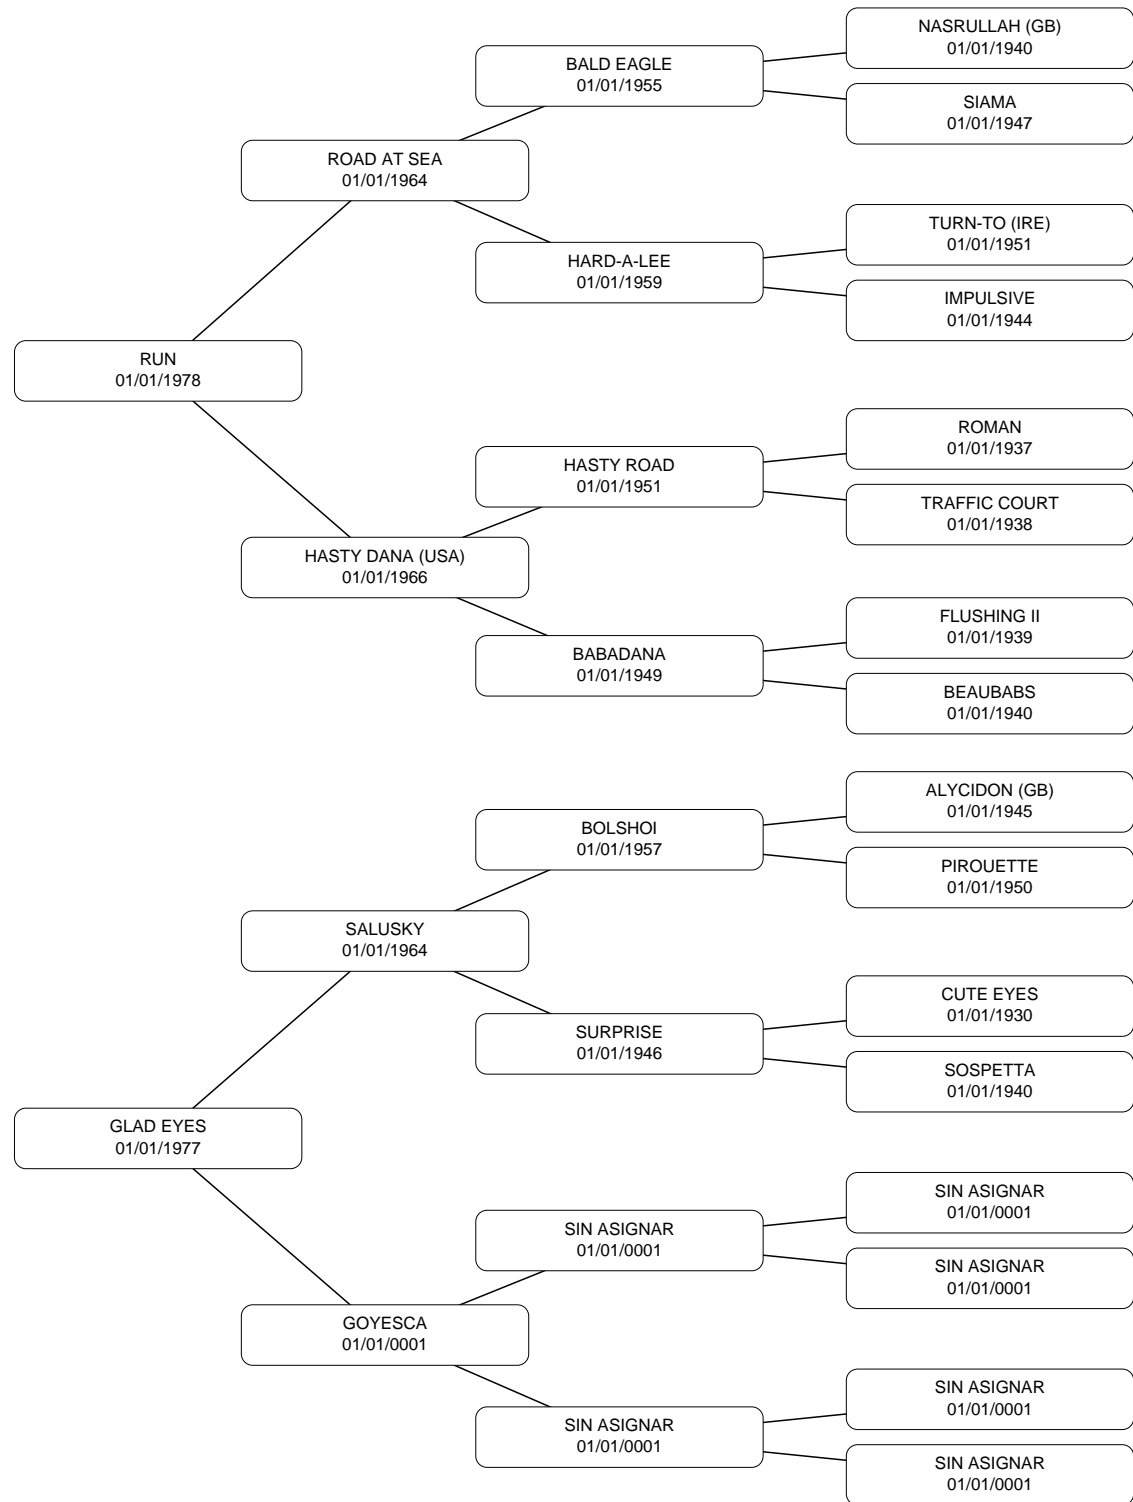 NASRULLAH (GB)
01/01/1940
BALD EAGLE
01/01/1955
SIAMA
01/01/1947
ROAD AT SEA
01/01/1964
TURN-TO (IRE)
01/01/1951
HARD-A-LEE
01/01/1959
IMPULSIVE
01/01/1944
RUN
01/01/1978
ROMAN
01/01/1937
HASTY ROAD
01/01/1951
TRAFFIC COURT
01/01/1938
HASTY DANA (USA)
01/01/1966
FLUSHING II
01/01/1939
BABADANA
01/01/1949
BEAUBABS
01/01/1940
ALYCIDON (GB)
01/01/1945
BOLSHOI
01/01/1957
PIROUETTE
01/01/1950
SALUSKY
01/01/1964
CUTE EYES
01/01/1930
SURPRISE
01/01/1946
SOSPETTA
01/01/1940
GLAD EYES
01/01/1977
SIN ASIGNAR
01/01/0001
SIN ASIGNAR
01/01/0001
SIN ASIGNAR
01/01/0001
GOYESCA
01/01/0001
SIN ASIGNAR
01/01/0001
SIN ASIGNAR
01/01/0001
SIN ASIGNAR
01/01/0001